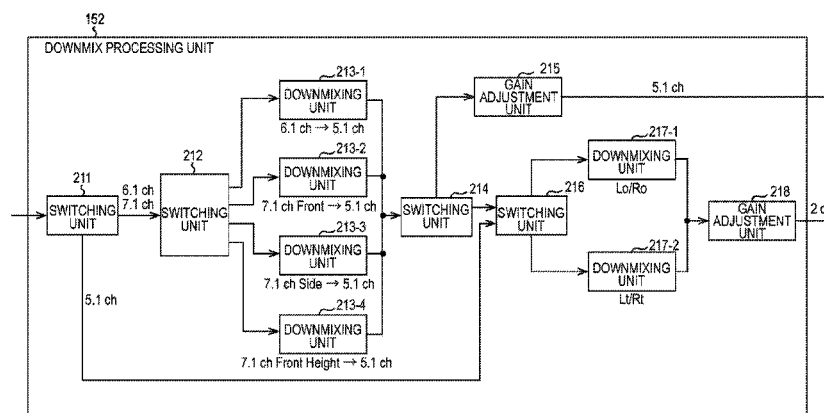 152
DOWNMIX PROCESSING UNIT
213-1
DOWNMIXING
UNIT
6.1 ch → 5.1 ch
215
GAIN
ADJUSTMENT
UNIT
5.1 ch
213-2
DOWNMIXING
UNIT
7.1 ch Front → 5.1 ch
217-1
DOWNMIXING
UNIT
Lo/Ro
211
SWITCHING
UNIT
6.1 ch
7.1 ch
212
SWITCHING
UNIT
214
SWITCHING
UNIT
216
SWITCHING
UNIT
218
GAIN
ADJUSTMENT
UNIT
213-3
DOWNMIXING
UNIT
7.1 ch Side → 5.1 ch
217-2
DOWNMIXING
UNIT
Lt/Rt
5.1 ch
213-4
DOWNMIXING
UNIT
7.1 ch Front Height → 5.1 ch